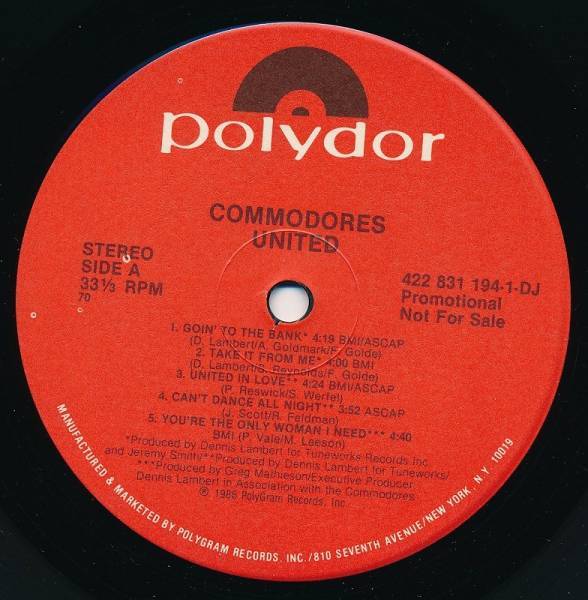 polydor
COMMODORES
UNITED
STEREO
SIDE A
33⅓ RPM
70
422 831 194-1-DJ
Promotional
Not For Sale
1. GOIN' TO THE BANK* 4:19 BMI/ASCAP
(D. Lambert/A. Goldmark/F. Golde)
2. TAKE IT FROM ME* 4:00 BMI
(D. Lambert/S. Reynolds/F. Golde)
3. UNITED IN LOVE** 4:24 BMI/ASCAP
(P. Reswick/S. Werfel)
4. CAN'T DANCE ALL NIGHT** 3:52 ASCAP
(J. Scott/R. Feldman)
5. YOU'RE THE ONLY WOMAN I NEED*** 4:40
BMI (P. Vale/M. Leeson)
*Produced by Dennis Lambert for Tuneworks Records Inc.
and Jeremy Smith/**Produced by Dennis Lambert for Tuneworks/
***Produced by Greg Mathieson/Executive Producer
Dennis Lambert in Association with the Commodores
℗ 1986 PolyGram Records, Inc.
MANUFACTURED & MARKETED BY POLYGRAM RECORDS, INC./810 SEVENTH AVENUE/NEW YORK, N.Y. 10019